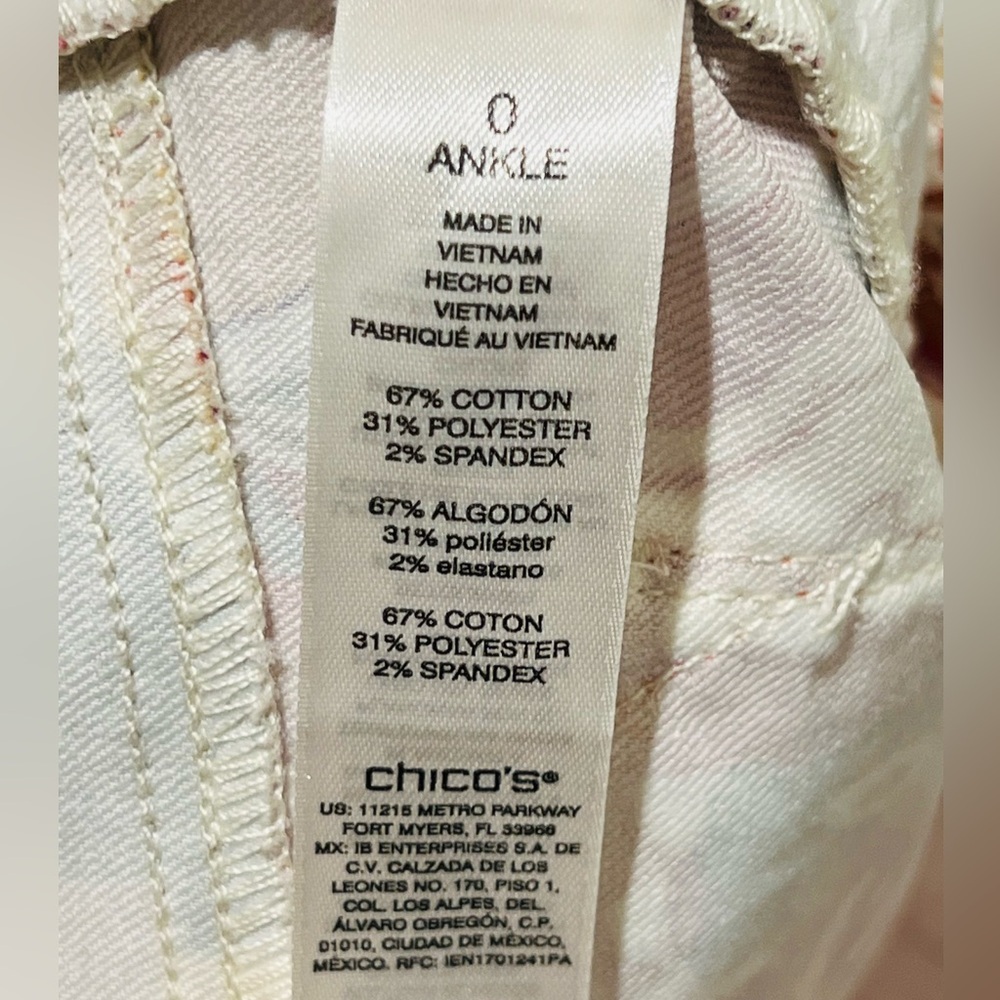 0
ANKLE
MADE IN
VIETNAM
HECHO EN
VIETNAM
FABRIQUÉ AU VIETNAM
67% COTTON
31% POLYESTER
2% SPANDEX
67% ALGODÓN
31% poliéster
2% elastano
67% COTON
31% POLYESTER
2% SPANDEX
chico's®
US: 11215 METRO PARKWAY
FORT MYERS, FL 33966
MX: IB ENTERPRISES S.A. DE
C.V. CALZADA DE LOS
LEONES NO. 170, PISO 1,
COL. LOS ALPES, DEL.
ÁLVARO OBREGÓN, C.P.
01010, CIUDAD DE MÉXICO,
MÉXICO. RFC: IEN1701241PA